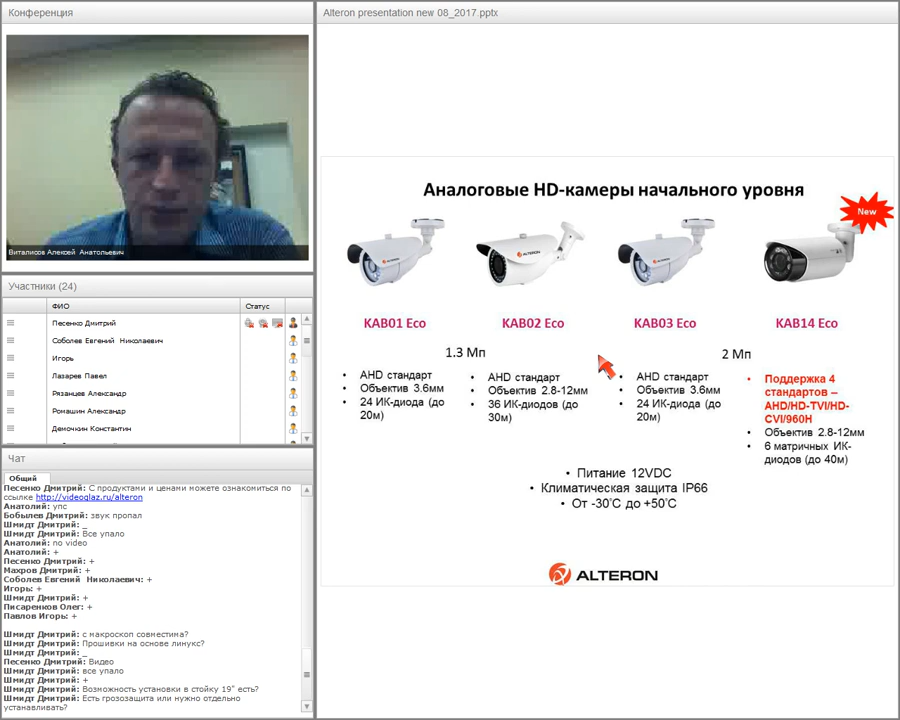 Конференция
Виталисов Алексей Анатольевич
Участники (24)
ФИО
Статус
Песенко Дмитрий
Соболев Евгений Николаевич
Игорь
Лазарев Павел
Рязанцев Александр
Ромашин Александр
Демочкин Константин
Чат
Общий
Песенко Дмитрий: С продуктами и ценами можете ознакомиться по
ссылке http://videoglaz.ru/alteron
Анатолий: упс
Бобылев Дмитрий: звук пропал
Шмидт Дмитрий: _
Шмидт Дмитрий: Все упало
Анатолий: no video
Анатолий: +
Песенко Дмитрий: +
Махров Дмитрий: +
Соболев Евгений Николаевич: +
Игорь: +
Шмидт Дмитрий: +
Писаренков Олег: +
Павлов Игорь: +
Шмидт Дмитрий: с макроскоп совместима?
Шмидт Дмитрий: Прошивки на основе линукс?
Шмидт Дмитрий: _
Песенко Дмитрий: Видео
Шмидт Дмитрий: все упало
Шмидт Дмитрий: +
Шмидт Дмитрий: Возможность установки в стойку 19" есть?
Шмидт Дмитрий: Есть грозозащита или нужно отдельно
устанавливать?
Alteron presentation new 08_2017.pptx
Аналоговые HD-камеры начального уровня
New
KAB01 Eco
KAB02 Eco
KAB03 Eco
KAB14 Eco
1.3 Мп
2 Мп
• AHD стандарт
• Объектив 3.6мм
• 24 ИК-диода (до
20м)
• AHD стандарт
• Объектив 2.8-12мм
• 36 ИК-диодов (до
30м)
• AHD стандарт
• Объектив 3.6мм
• 24 ИК-диода (до
20м)
• Поддержка 4
стандартов –
AHD/HD-TVI/HD-
CVI/960H
• Объектив 2.8-12мм
• 6 матричных ИК-
диодов (до 40м)
• Питание 12VDC
• Климатическая защита IP66
• От -30˚C до +50˚C
ALTERON